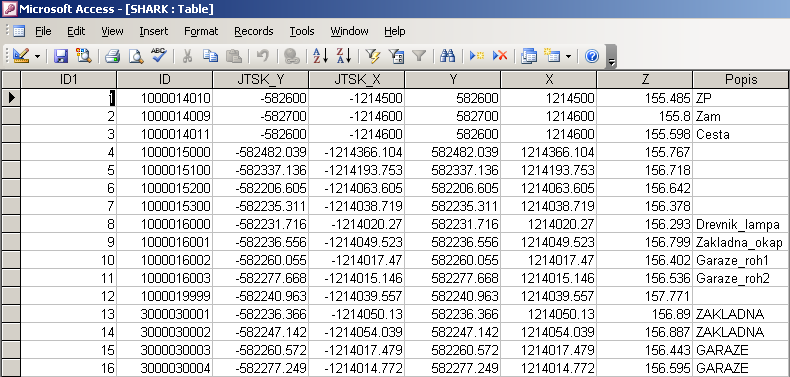 Microsoft Access - [SHARK : Table]
File Edit View Insert Format Records Tools Window Help
ID1 ID JTSK_Y JTSK_X Y X Z Popis
1 1000014010 -582600 -1214500 582600 1214500 155.485 ZP
2 1000014009 -582700 -1214600 582700 1214600 155.8 Zam
3 1000014011 -582600 -1214600 582600 1214600 155.598 Cesta
4 1000015000 -582482.039 -1214366.104 582482.039 1214366.104 155.767
5 1000015100 -582337.136 -1214193.753 582337.136 1214193.753 156.718
6 1000015200 -582206.605 -1214063.605 582206.605 1214063.605 156.642
7 1000015300 -582235.311 -1214038.719 582235.311 1214038.719 156.378
8 1000016000 -582231.716 -1214020.27 582231.716 1214020.27 156.293 Drevnik_lampa
9 1000016001 -582236.556 -1214049.523 582236.556 1214049.523 156.799 Zakladna_okap
10 1000016002 -582260.055 -1214017.47 582260.055 1214017.47 156.402 Garaze_roh1
11 1000016003 -582277.668 -1214015.146 582277.668 1214015.146 156.536 Garaze_roh2
12 1000019999 -582240.963 -1214039.557 582240.963 1214039.557 157.771
13 3000030001 -582236.366 -1214050.13 582236.366 1214050.13 156.89 ZAKLADNA
14 3000030002 -582247.142 -1214054.039 582247.142 1214054.039 156.887 ZAKLADNA
15 3000030003 -582260.572 -1214017.479 582260.572 1214017.479 156.443 GARAZE
16 3000030004 -582277.249 -1214014.772 582277.249 1214014.772 156.595 GARAZE